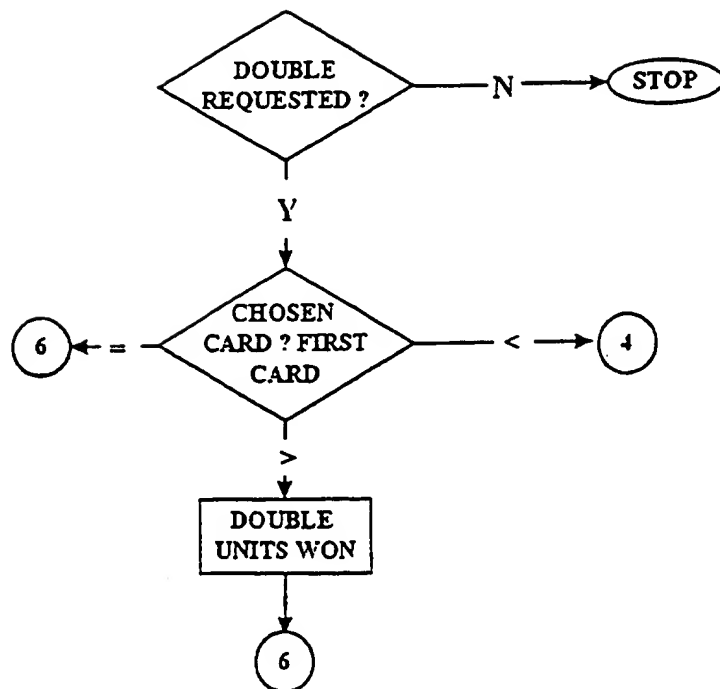 DOUBLE
REQUESTED ?
N
STOP
Y
CHOSEN
CARD ? FIRST
CARD
6
=
<
4
>
DOUBLE
UNITS WON
6